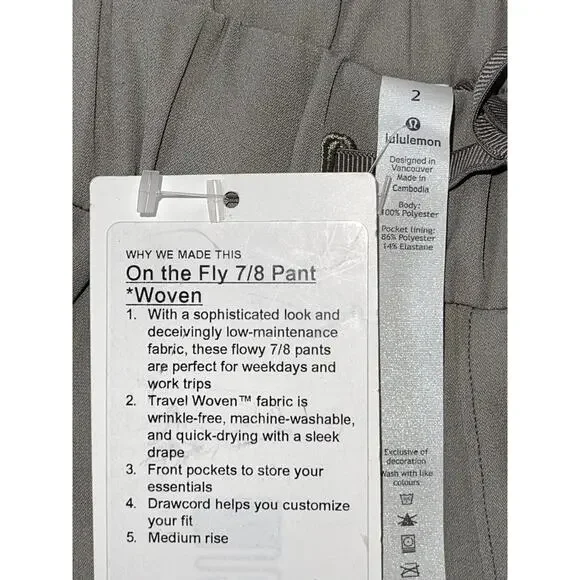 WHY WE MADE THIS
On the Fly 7/8 Pant
*Woven
1. With a sophisticated look and
deceivingly low-maintenance
fabric, these flowy 7/8 pants
are perfect for weekdays and
work trips
2. Travel Woven™ fabric is
wrinkle-free, machine-washable,
and quick-drying with a sleek
drape
3. Front pockets to store your
essentials
4. Drawcord helps you customize
your fit
5. Medium rise
2
lululemon
Designed in
Vancouver
Made in
Cambodia
Body:
100% Polyester
Pocket lining:
86% Polyester
14% Elastane
Exclusive of
decoration
Wash with like
colours